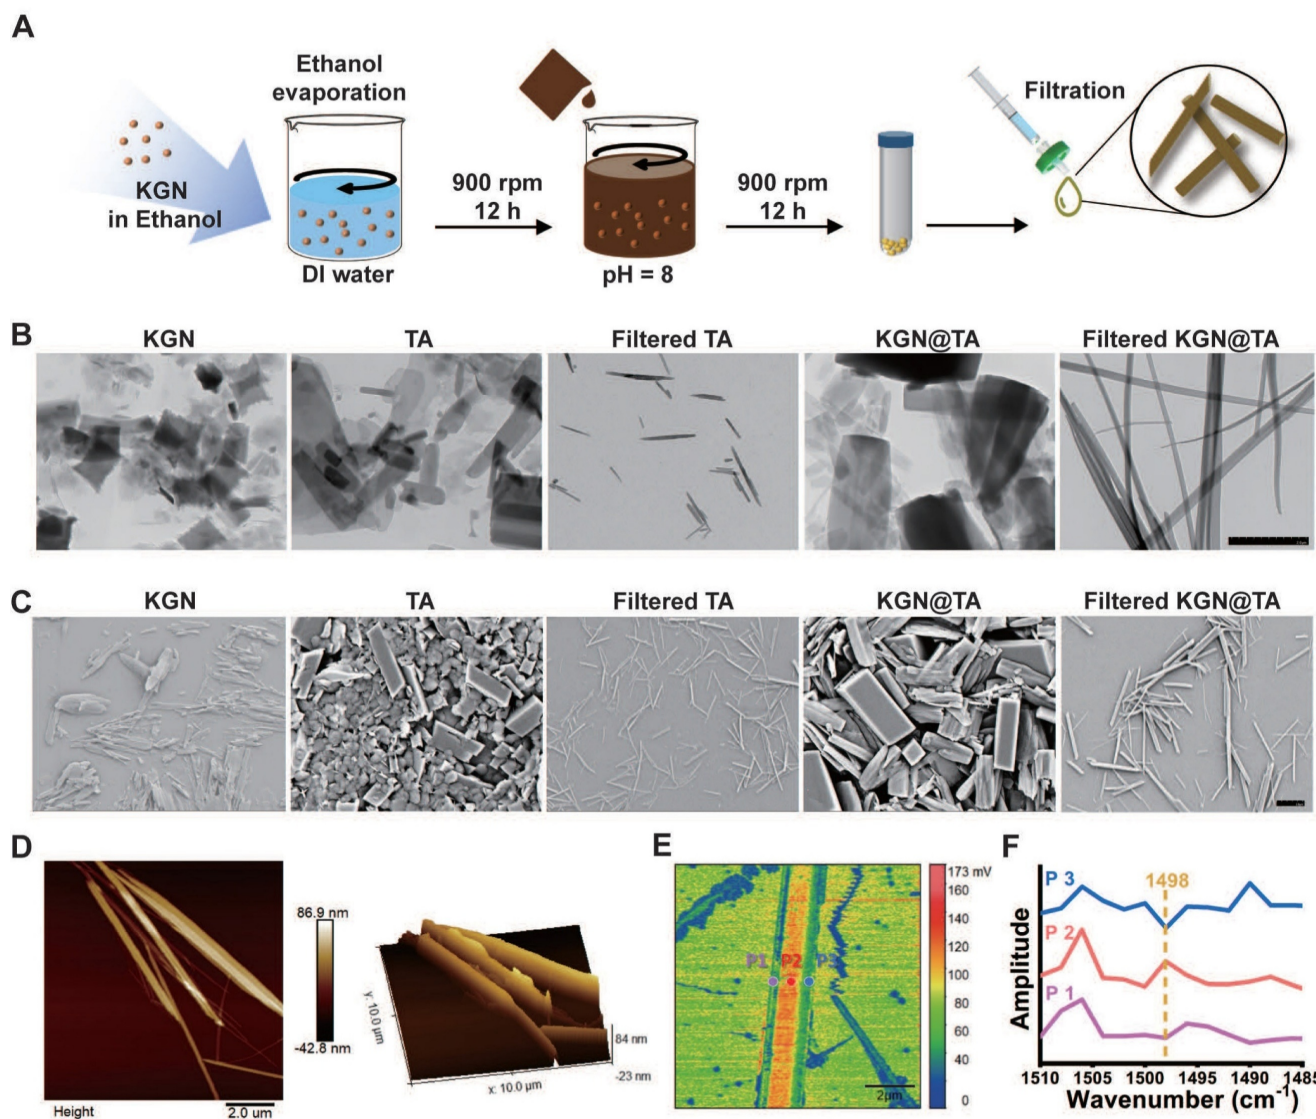 A
KGN
in Ethanol
Ethanol
evaporation
DI water
900 rpm
12 h
pH = 8
900 rpm
12 h
Filtration
B
KGN
TA
Filtered TA
KGN@TA
Filtered KGN@TA
C
KGN
TA
Filtered TA
KGN@TA
Filtered KGN@TA
D
86.9 nm
-42.8 nm
Height
2.0 um
y: 10.0 µm
x: 10.0 µm
84 nm
-23 nm
E
P1 P2 P3
2µm
173 mV
160
140
120
100
80
60
40
0
F
P 3
1498
P 2
P 1
Amplitude
1510 1505 1500 1495 1490 1485
Wavenumber (cm⁻¹)